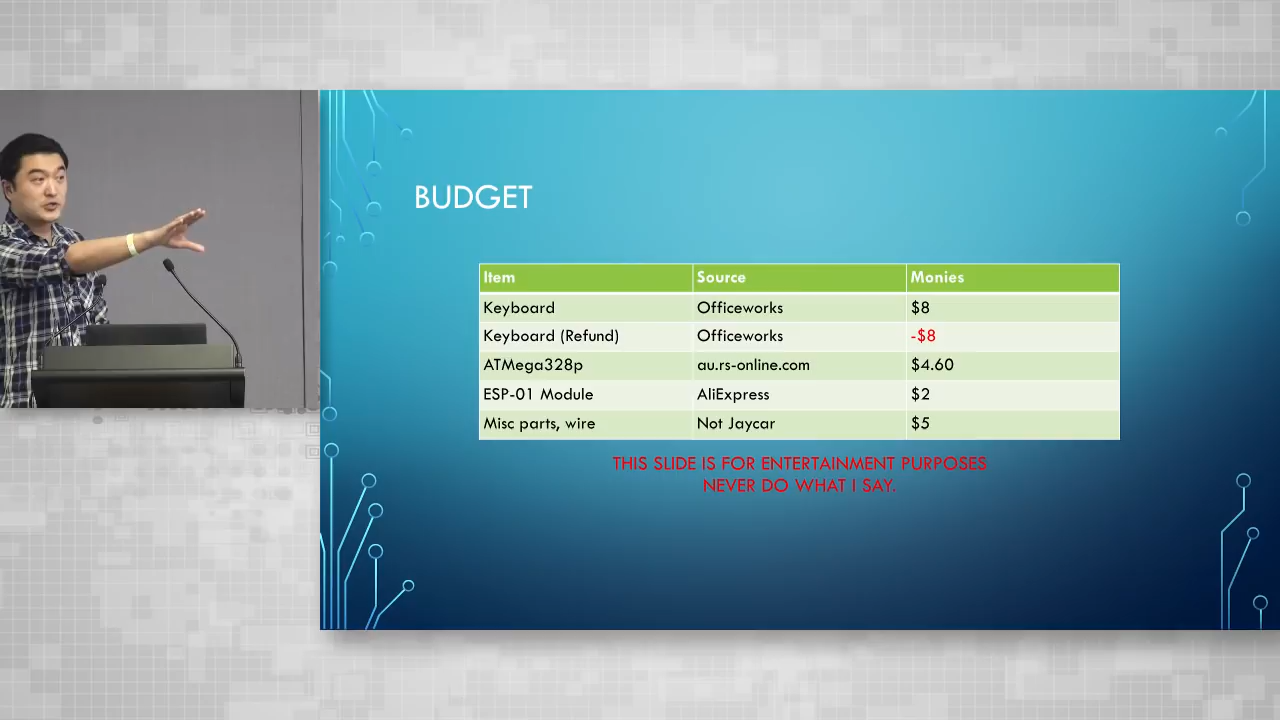 BUDGET
Item Source Monies
Keyboard Officeworks $8
Keyboard (Refund) Officeworks -$8
ATMega328p au.rs-online.com $4.60
ESP-01 Module AliExpress $2
Misc parts, wire Not Jaycar $5
THIS SLIDE IS FOR ENTERTAINMENT PURPOSES
NEVER DO WHAT I SAY.